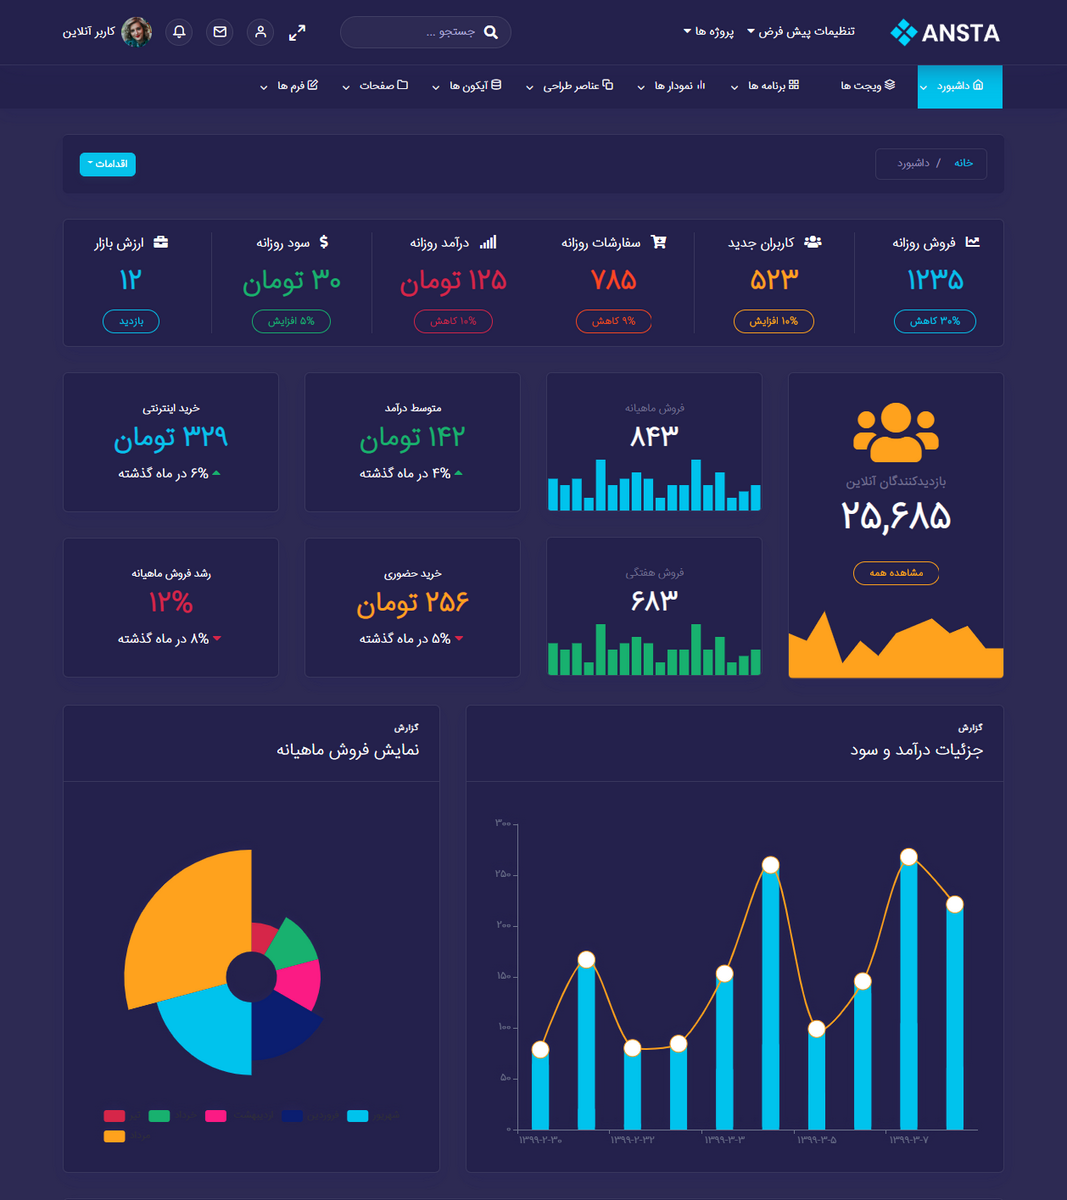 ANSTA
تنظیمات پیش فرض
پروژه ها
جستجو ...
کاربر آنلاین
داشبورد
ویجت ها
برنامه ها
نمودار ها
عناصر طراحی
آیکون ها
صفحات
فرم ها
خانه / داشبورد
اقدامات
فروش روزانه
۱۲۳۵
۳۰% کاهش
کاربران جدید
۵۲۳
۱۰% افزایش
سفارشات روزانه
۷۸۵
۹% کاهش
درآمد روزانه
۱۲۵ تومان
۱۰% کاهش
سود روزانه
۳۰ تومان
۵% افزایش
ارزش بازار
۱۲
بازدید
بازدیدکنندگان آنلاین
۲۵,۶۸۵
مشاهده همه
فروش ماهیانه
۸۴۳
متوسط درآمد
۱۴۲ تومان
۴% در ماه گذشته
خرید اینترنتی
۳۲۹ تومان
۶% در ماه گذشته
فروش هفتگی
۶۸۳
خرید حضوری
۲۵۶ تومان
۵% در ماه گذشته
رشد فروش ماهیانه
۱۲%
۸% در ماه گذشته
گزارش
جزئیات درآمد و سود
۳۰۰
۲۵۰
۲۰۰
۱۵۰
۱۰۰
۵۰
۰
۱۳۹۹-۲-۳۰
۱۳۹۹-۲-۳۲
۱۳۹۹-۳-۳
۱۳۹۹-۳-۵
۱۳۹۹-۳-۷
گزارش
نمایش فروش ماهیانه